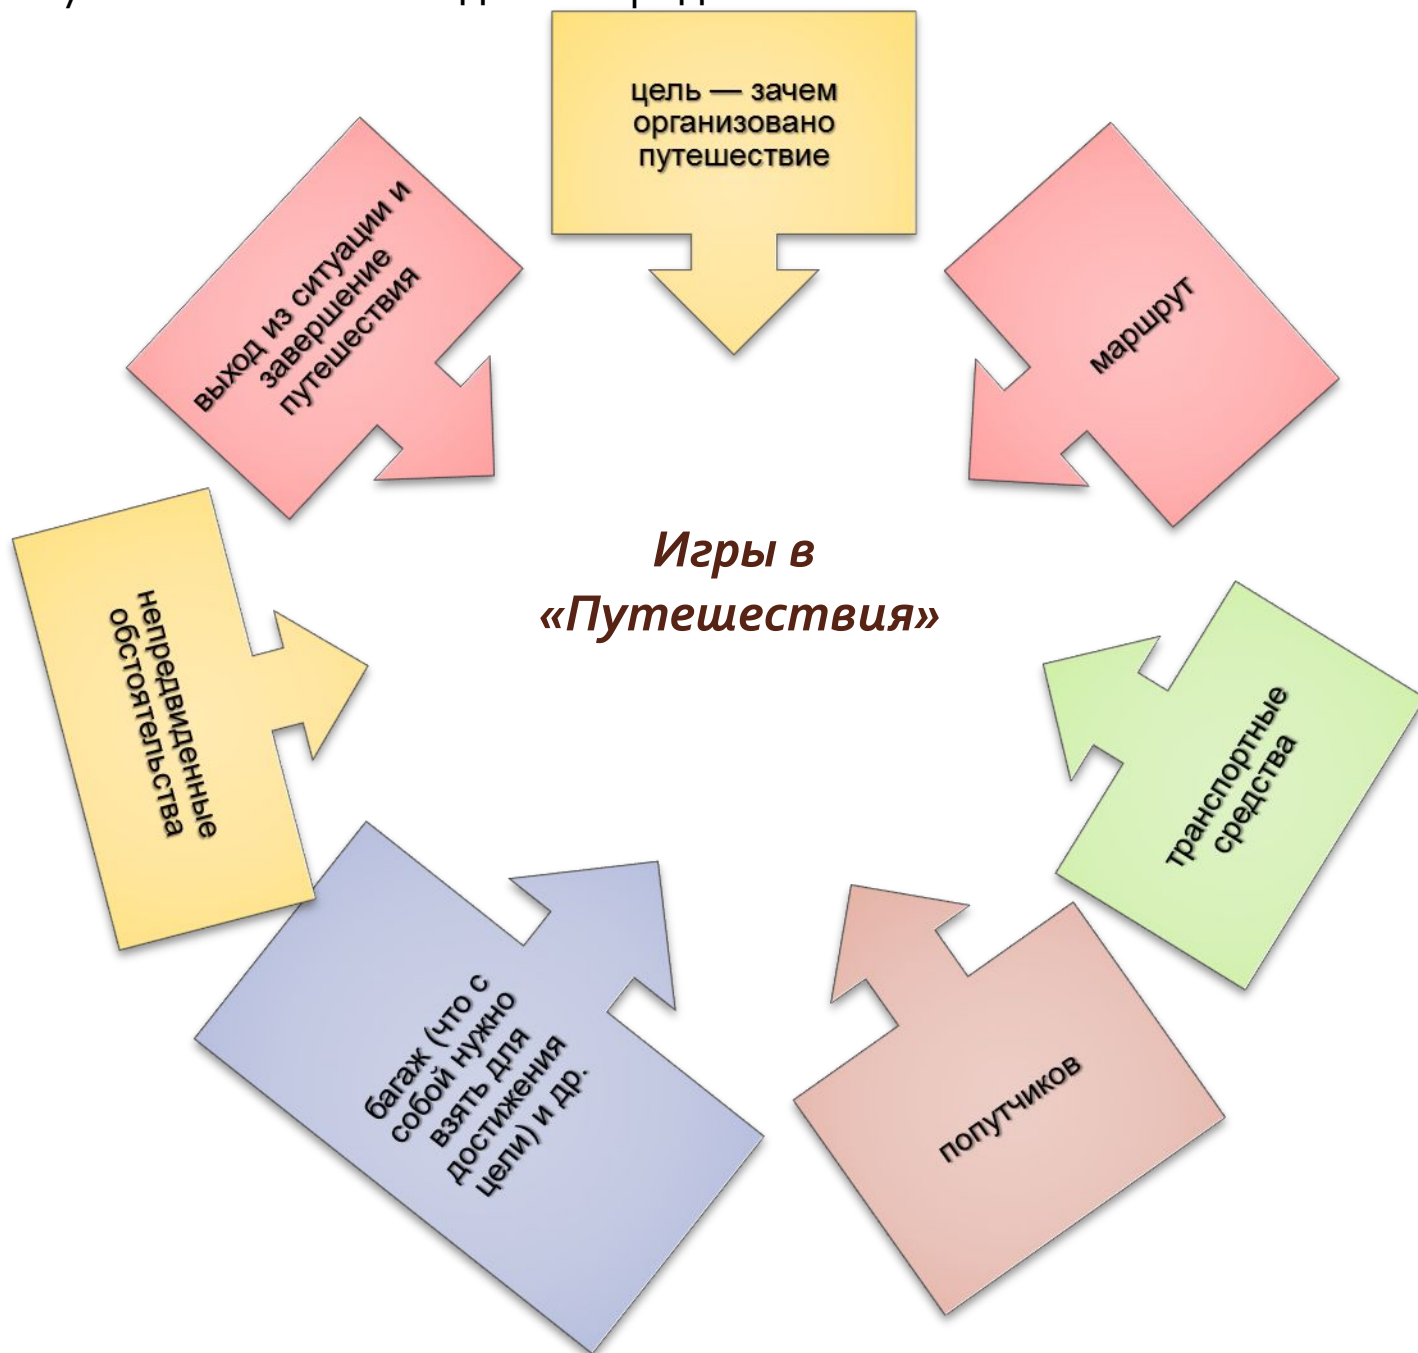 цель — зачем
организовано
путешествие
маршрут
транспортные
средства
попутчиков
багаж (что с
собой нужно
взять для
достижения
цели) и др.
непредвиденные
обстоятельства
выход из ситуации и
завершение
путешествия
Игры в
«Путешествия»